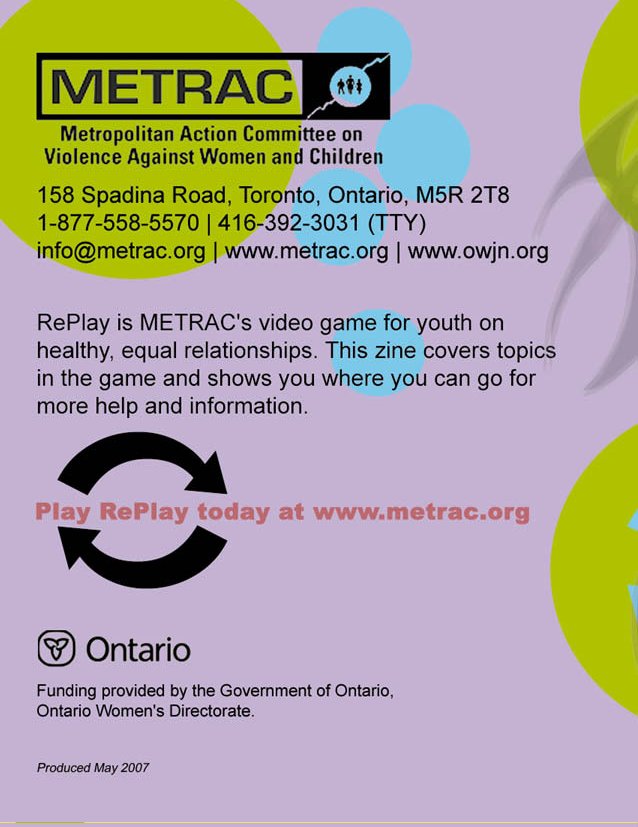 METRAC
Metropolitan Action Committee on
Violence Against Women and Children
158 Spadina Road, Toronto, Ontario, M5R 2T8
1-877-558-5570 | 416-392-3031 (TTY)
info@metrac.org | www.metrac.org | www.owjn.org
RePlay is METRAC's video game for youth on
healthy, equal relationships. This zine covers topics
in the game and shows you where you can go for
more help and information.
Play RePlay today at www.metrac.org
Ontario
Funding provided by the Government of Ontario,
Ontario Women's Directorate.
Produced May 2007